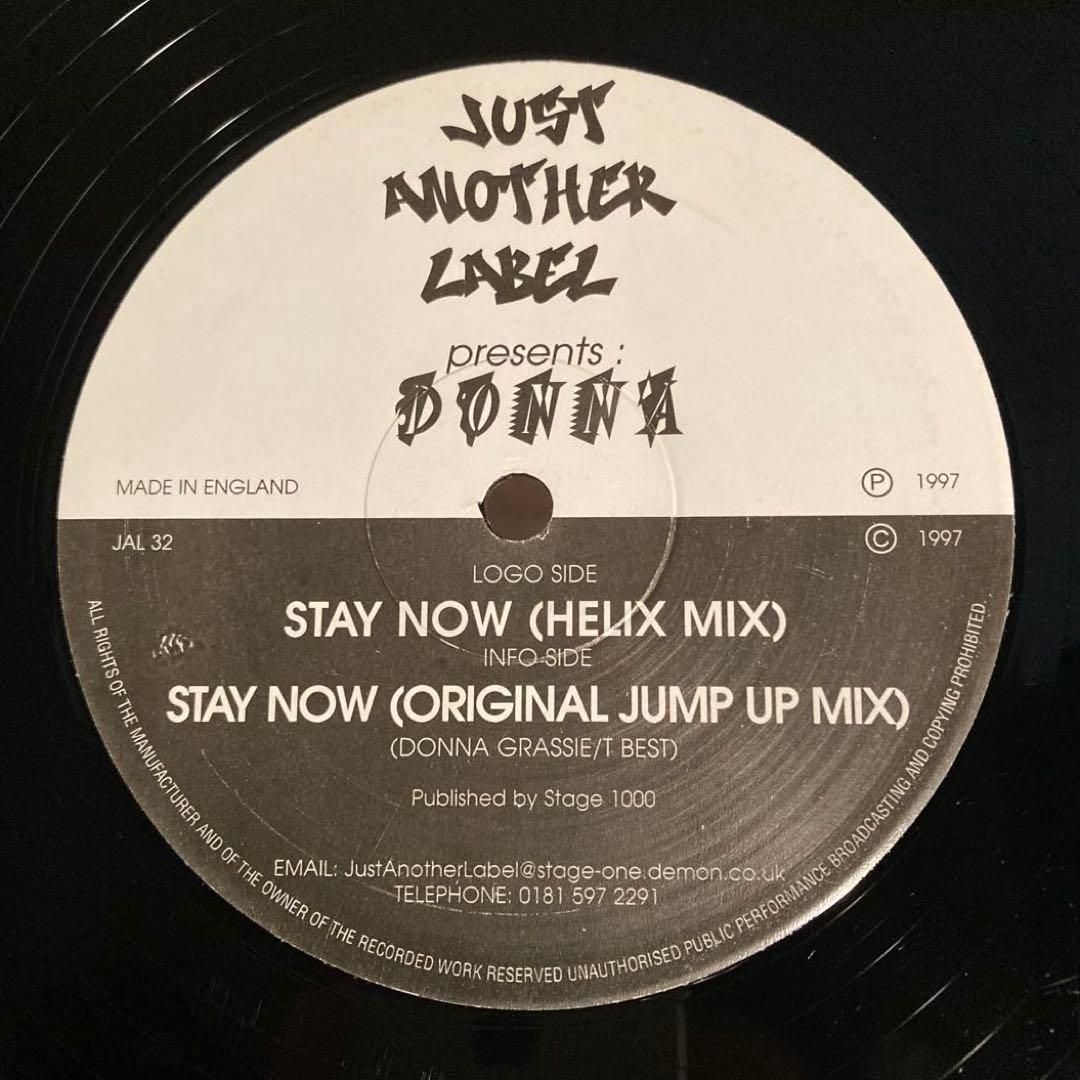 JUST
ANOTHER
LABEL
presents :
DONNA
MADE IN ENGLAND
Ⓟ 1997
JAL 32
© 1997
LOGO SIDE
STAY NOW (HELIX MIX)
INFO SIDE
STAY NOW (ORIGINAL JUMP UP MIX)
(DONNA GRASSIE/T BEST)
Published by Stage 1000
EMAIL: JustAnotherLabel@stage-one.demon.co.uk
TELEPHONE: 0181 597 2291
ALL RIGHTS OF THE MANUFACTURER AND OF THE OWNER OF THE RECORDED WORK RESERVED UNAUTHORISED PUBLIC PERFORMANCE BROADCASTING AND COPYING PROHIBITED.